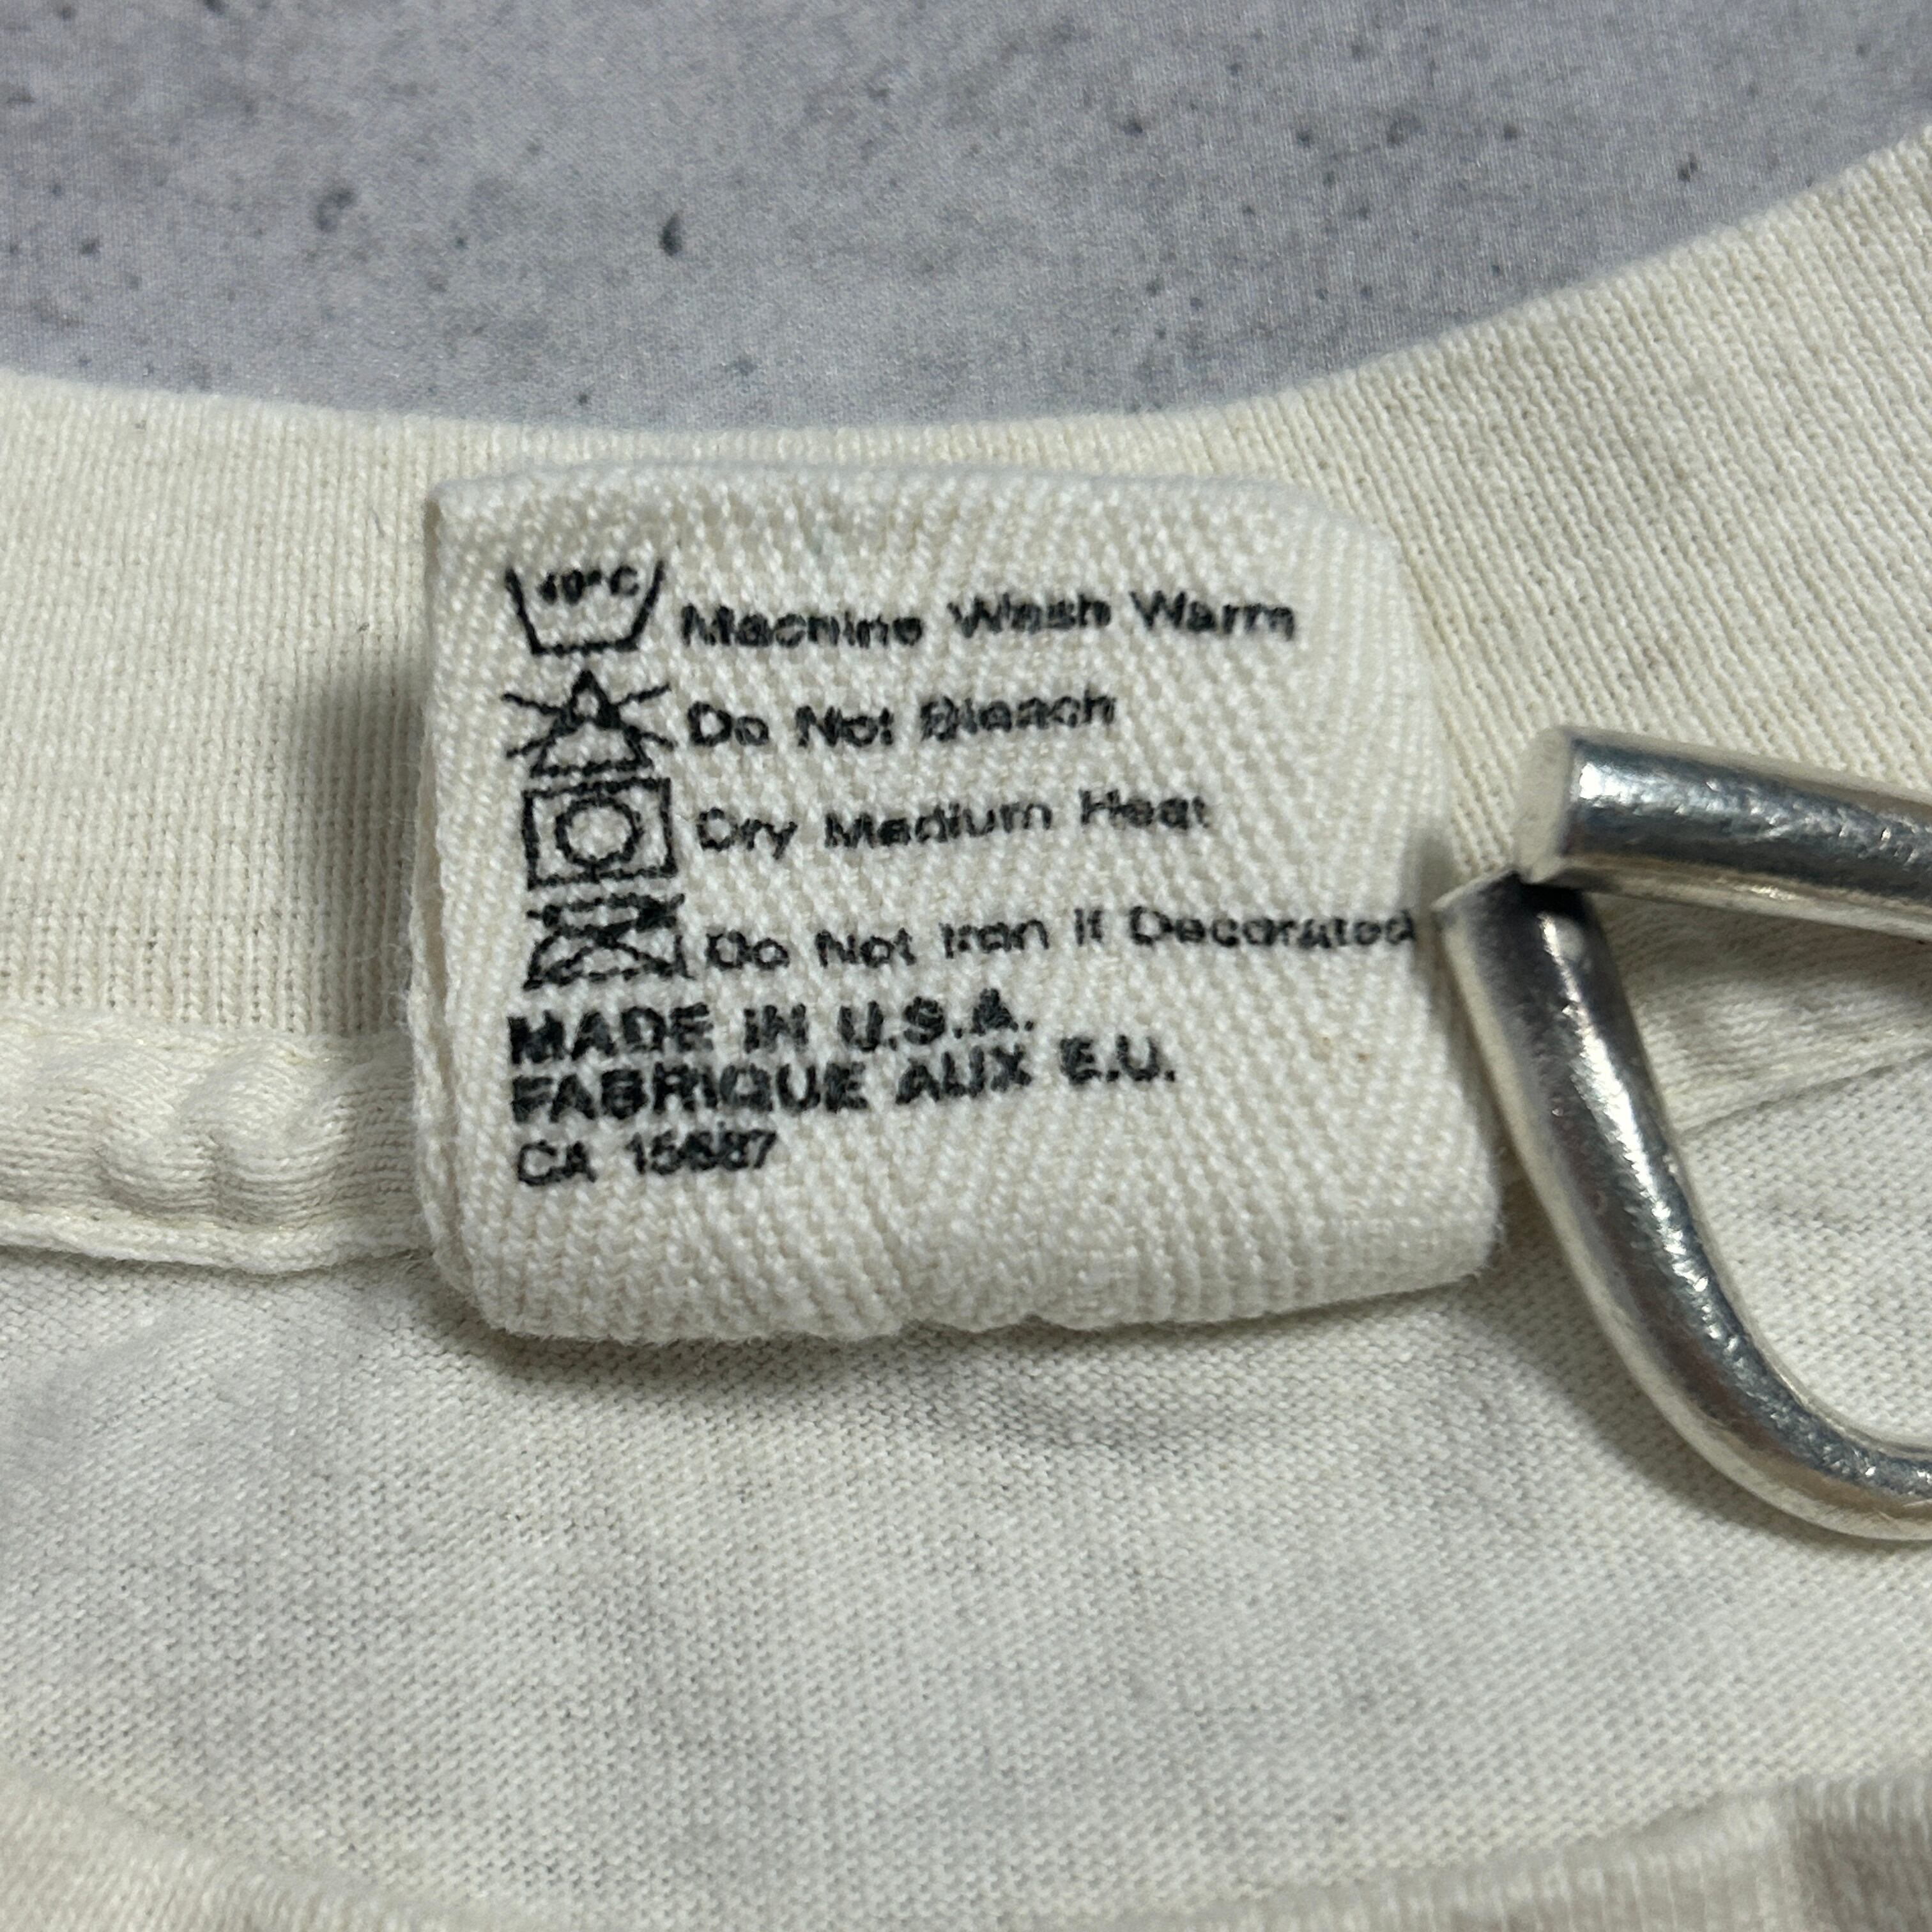 40°C Machine Wash Warm
Do Not Bleach
Dry Medium Heat
Do Not Iron If Decorated
MADE IN U.S.A.
FABRIQUE AUX E.U.
CA 15687